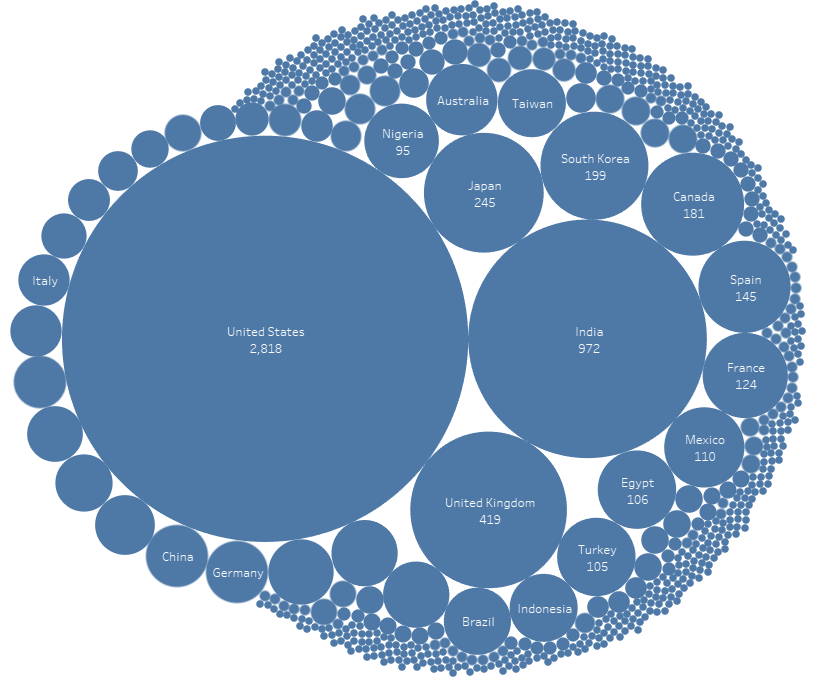 Australia
Taiwan
Nigeria
95
South Korea
199
Japan
245
Canada
181
Italy
Spain
145
United States
2,818
India
972
France
124
Mexico
110
Egypt
106
United Kingdom
419
China
Germany
Turkey
105
Indonesia
Brazil